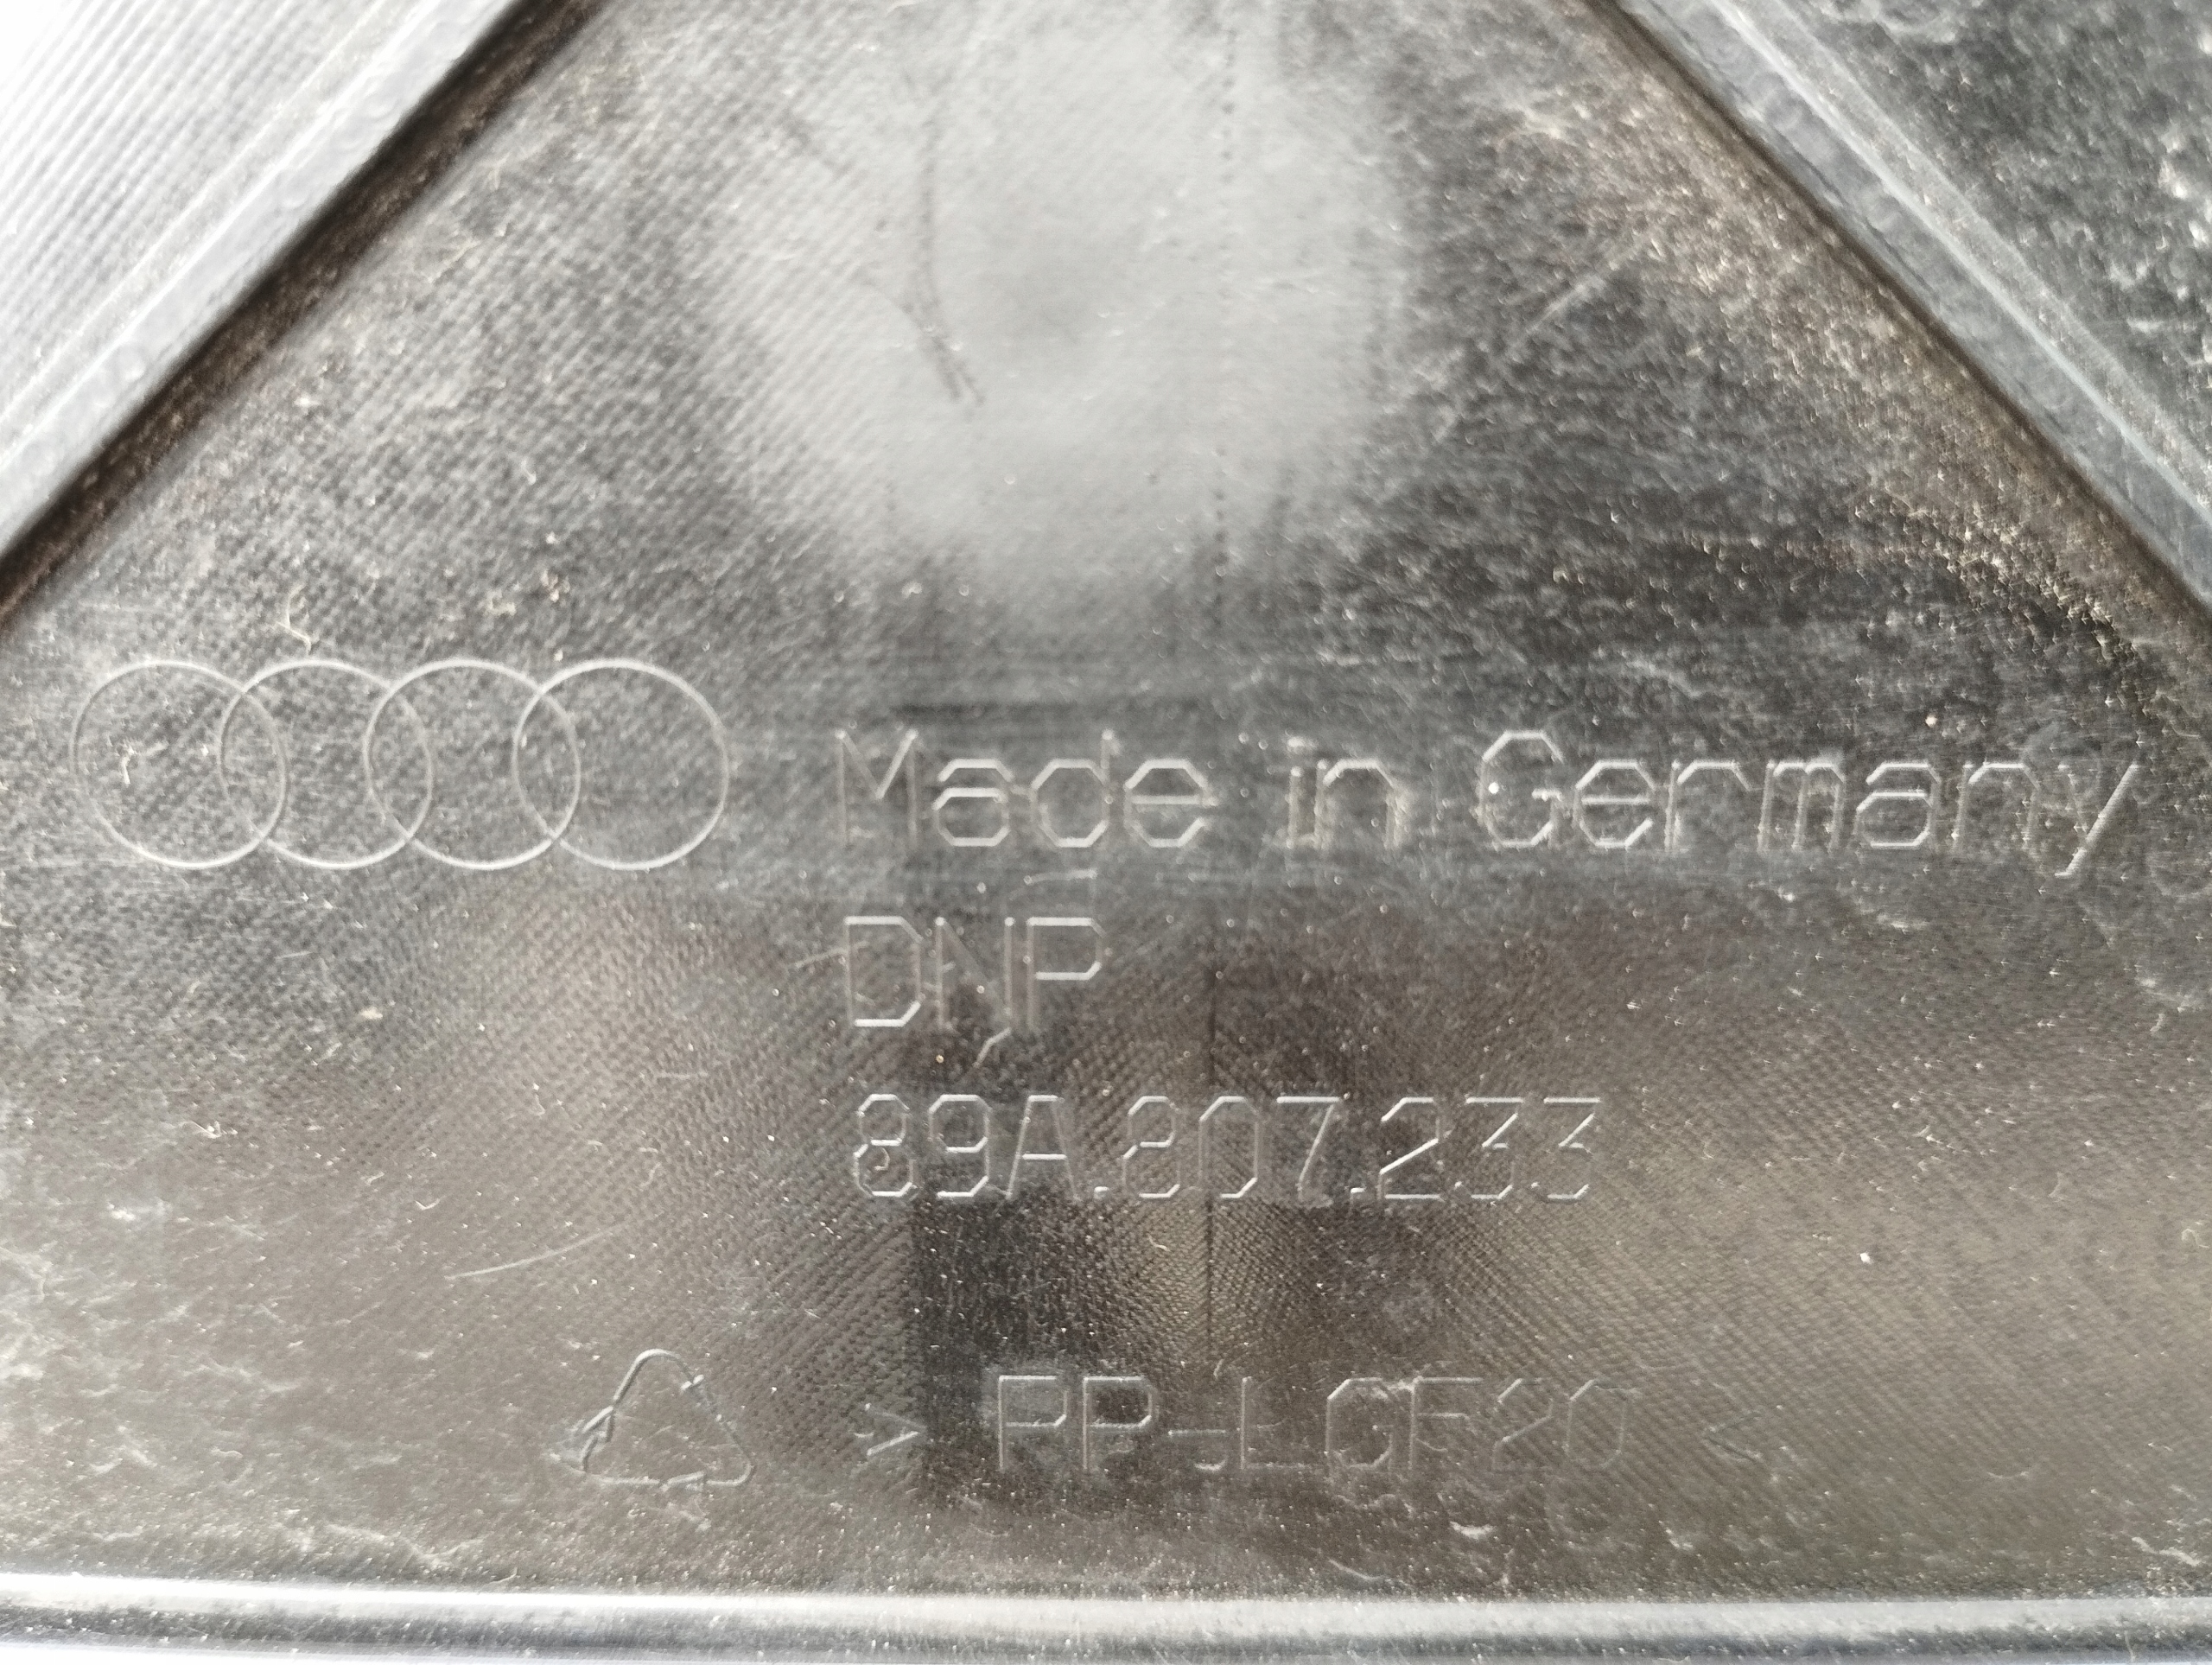 Made in Germany
DNP
89A.807.233
> PP-LGF20 <